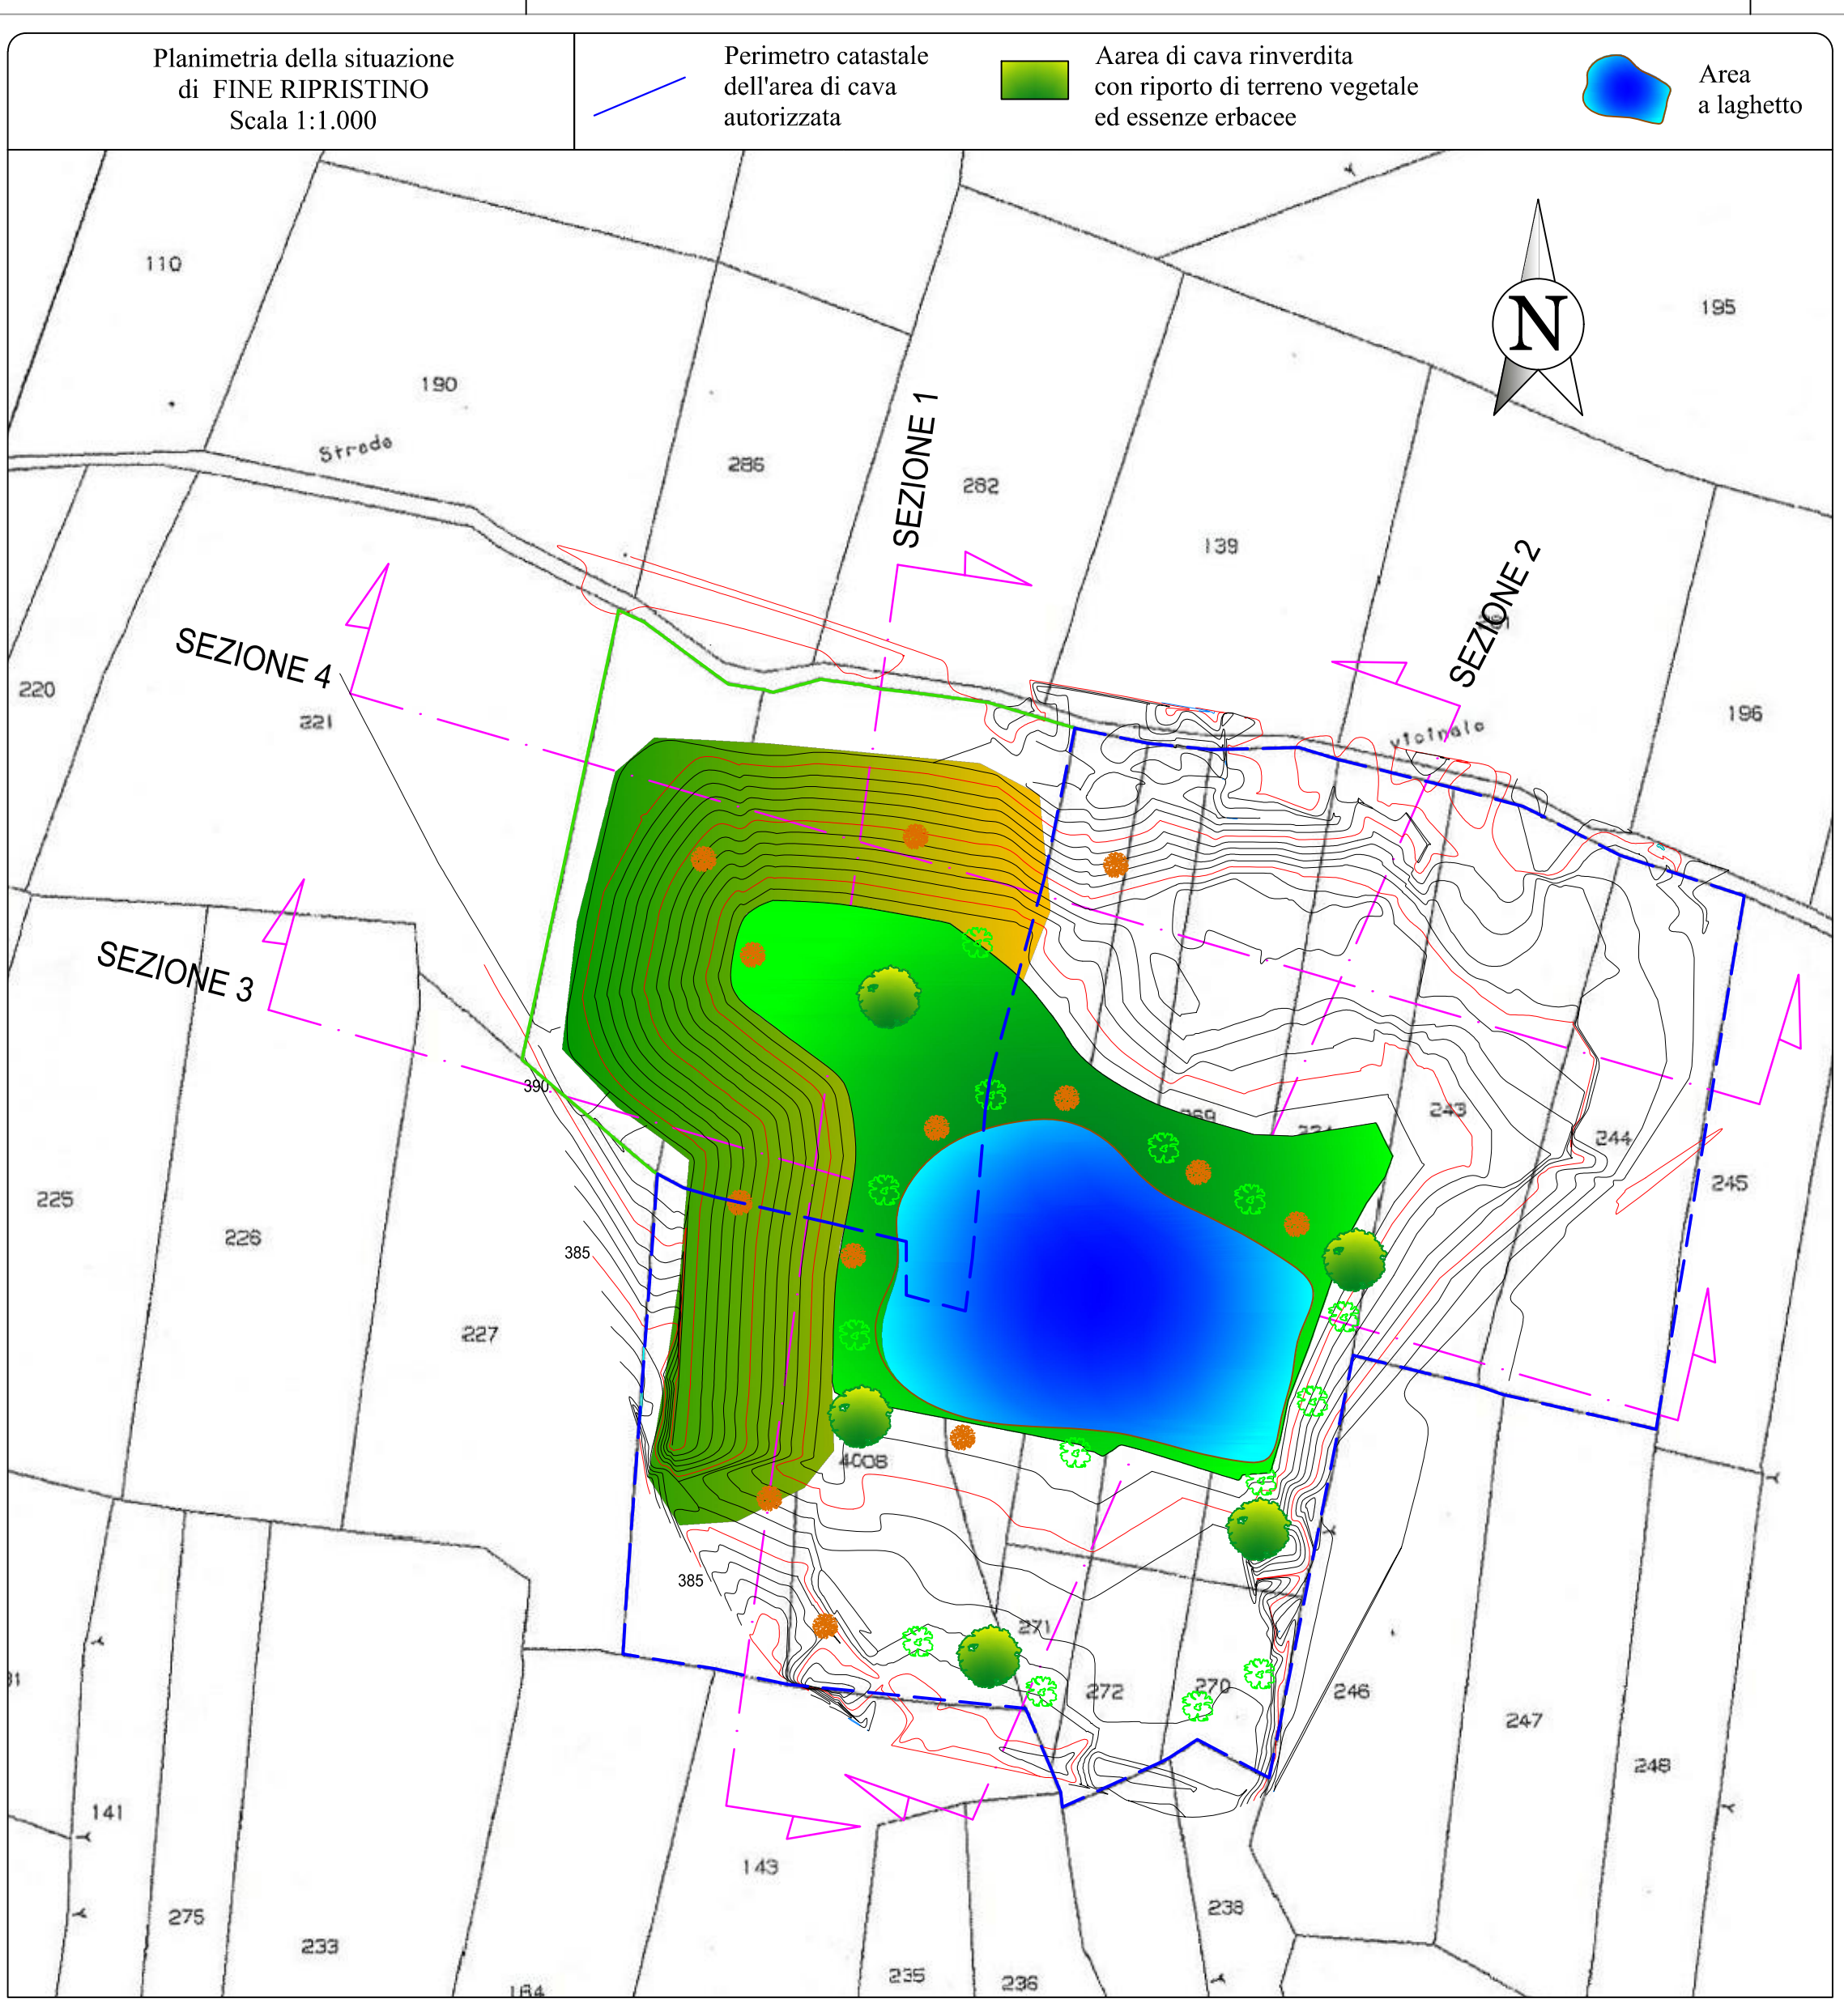 Planimetria della situazione
di FINE RIPRISTINO
Scala 1:1.000
Perimetro catastale
dell'area di cava
autorizzata
Aarea di cava rinverdita
con riporto di terreno vegetale
ed essenze erbacee
Area
a laghetto
N
110
195
190
Strada
286
282
SEZIONE 1
139
SEZIONE 2
SEZIONE 4
220
221
196
vicinale
SEZIONE 3
390
269
243
244
245
225
226
385
227
4008
385
271
272
270
246
247
248
141
143
275
233
238
235
236
184